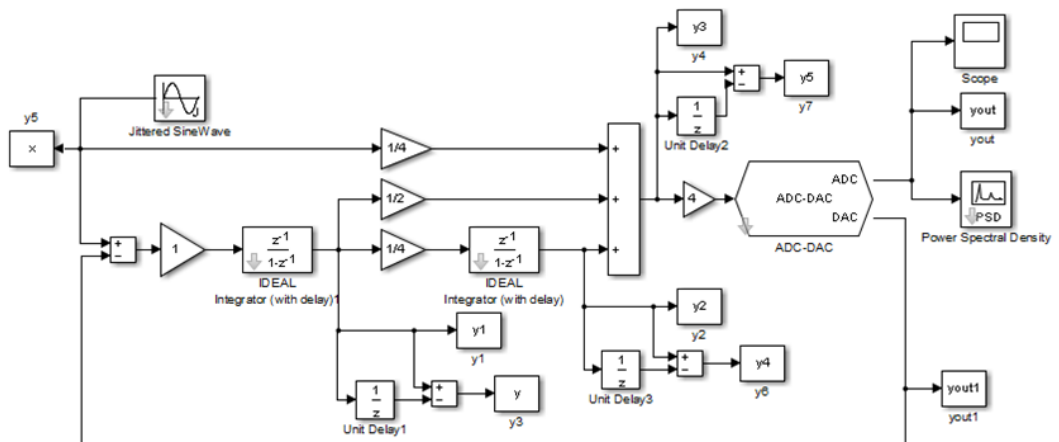 y3
y4
+
−
y5
y7
Scope
y5
x
Jittered SineWave
1
z
Unit Delay2
yout
yout
1/4
+
1/2
+
4
ADC
ADC-DAC
DAC
ADC-DAC
PSD
Power Spectral Density
+
−
1
z-1
1-z-1
IDEAL
Integrator (with delay)1
1/4
z-1
1-z-1
IDEAL
Integrator (with delay)
+
y1
y1
y2
y2
1
z
Unit Delay1
+
−
y
y3
1
z
Unit Delay3
+
−
y4
y6
yout1
yout1